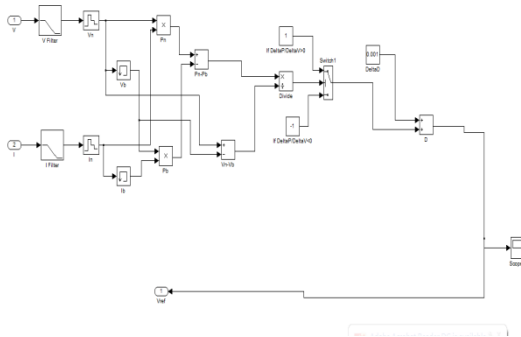 1
V
V Filter
Vn
Vb
2
I
I Filter
In
Ib
X
Pn
X
Pb
Pn-Pb
Vn-Vb
1
If DeltaP/DeltaV>0
X
÷
Divide
-1
If DeltaP/DeltaV<0
Switch1
0.001
DeltaD
D
Scope
1
Vref